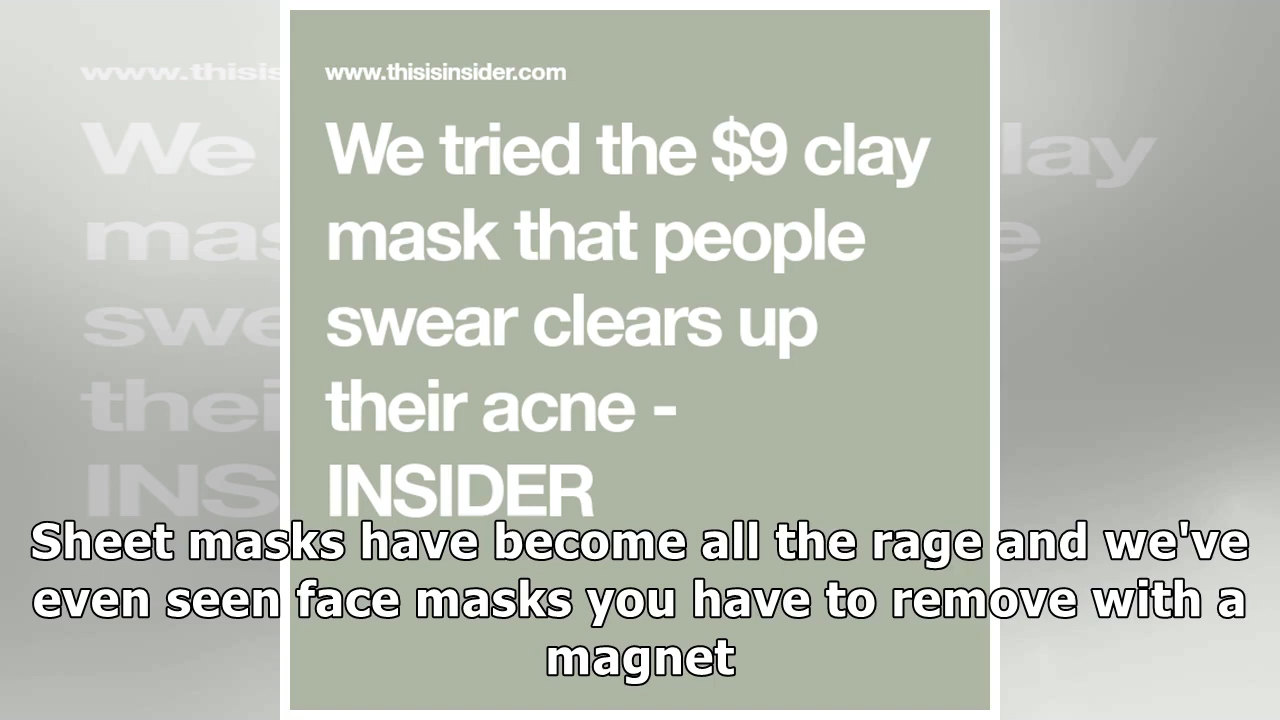 www.thisisinsider.com
We tried the $9 clay
mask that people
swear clears up
their acne -
INSIDER
Sheet masks have become all the rage and we've
even seen face masks you have to remove with a
magnet